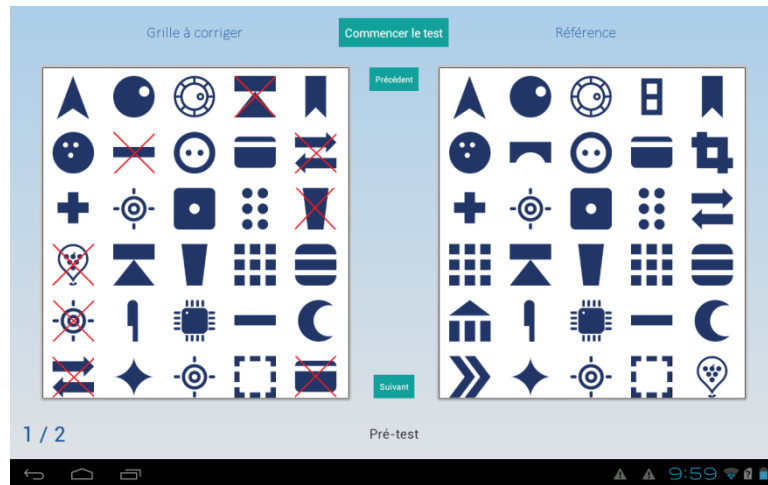 Grille à corriger
Commencer le test
Référence
Précédent
Suivant
1 / 2
Pré-test
9:59